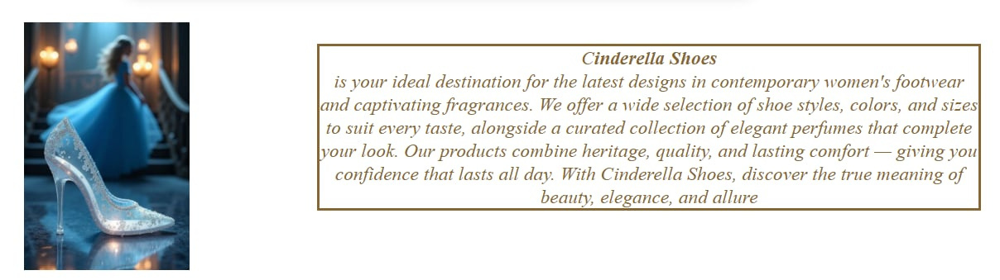 Cinderella Shoes
is your ideal destination for the latest designs in contemporary women's footwear
and captivating fragrances. We offer a wide selection of shoe styles, colors, and sizes
to suit every taste, alongside a curated collection of elegant perfumes that complete
your look. Our products combine heritage, quality, and lasting comfort — giving you
confidence that lasts all day. With Cinderella Shoes, discover the true meaning of
beauty, elegance, and allure